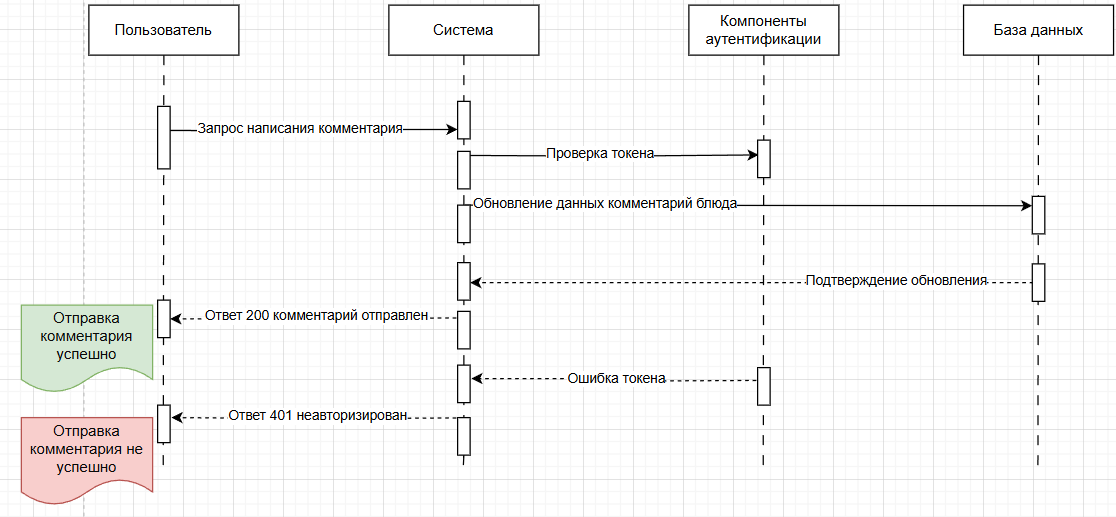 Пользователь
Система
Компоненты
аутентификации
База данных
Запрос написания комментария
Проверка токена
Обновление данных комментарий блюда
Подтверждение обновления
Ответ 200 комментарий отправлен
Отправка
комментария
успешно
Ошибка токена
Ответ 401 неавторизирован
Отправка
комментария не
успешно